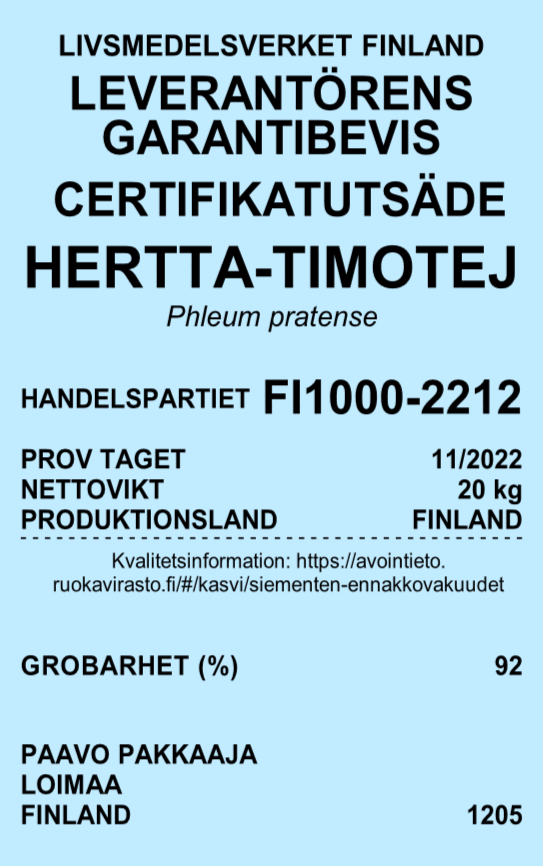 LIVSMEDELSVERKET FINLAND
LEVERANTÖRENS
GARANTIBEVIS
CERTIFIKATUTSÄDE
HERTTA-TIMOTEJ
Phleum pratense
HANDELSPARTIET FI1000-2212
PROV TAGET 11/2022
NETTOVIKT 20 kg
PRODUKTIONSLAND FINLAND
Kvalitetsinformation: https://avointieto.
ruokavirasto.fi/#/kasvi/siementen-ennakkovakuudet
GROBARHET (%) 92
PAAVO PAKKAAJA
LOIMAA
FINLAND 1205